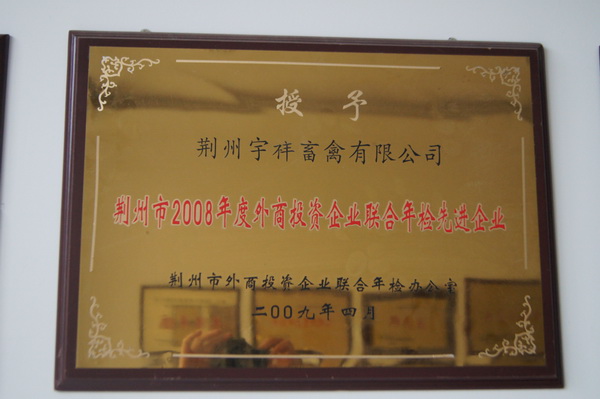 授予
荆州宇祥畜禽有限公司
荆州市2008年度外商投资企业联合年检先进企业
荆州市外商投资企业联合年检办公室
二00九年四月